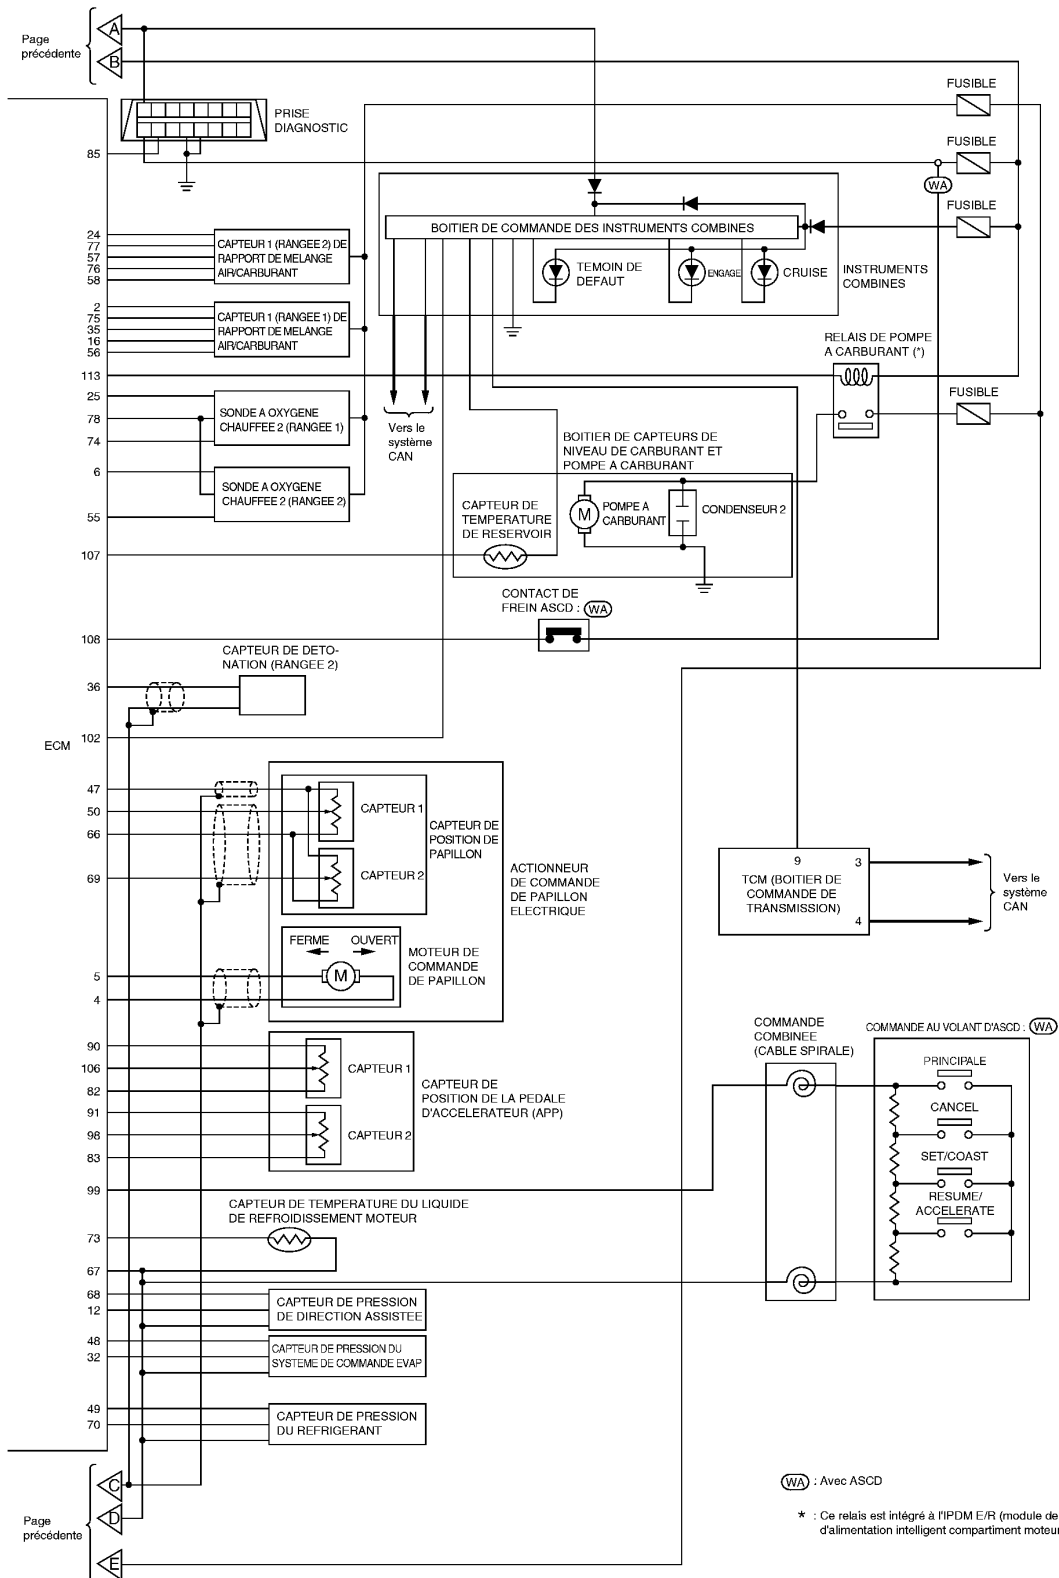 Page
précédente
A
B
PRISE
DIAGNOSTIC
FUSIBLE
FUSIBLE
WA
FUSIBLE
85
24
77
57
76
58
CAPTEUR 1 (RANGEE 2) DE
RAPPORT DE MELANGE
AIR/CARBURANT
BOITIER DE COMMANDE DES INSTRUMENTS COMBINES
TEMOIN DE
DEFAUT
ENGAGE
CRUISE
INSTRUMENTS
COMBINES
2
75
35
16
56
CAPTEUR 1 (RANGEE 1) DE
RAPPORT DE MELANGE
AIR/CARBURANT
RELAIS DE POMPE
A CARBURANT (*)
113
25
78
74
SONDE A OXYGENE
CHAUFFEE 2 (RANGEE 1)
FUSIBLE
Vers le
système
CAN
6
55
SONDE A OXYGENE
CHAUFFEE 2 (RANGEE 2)
BOITIER DE CAPTEURS DE
NIVEAU DE CARBURANT ET
POMPE A CARBURANT
CAPTEUR DE
TEMPERATURE
DE RESERVOIR
M
POMPE A
CARBURANT
CONDENSEUR 2
107
CONTACT DE
FREIN ASCD : WA
108
CAPTEUR DE DETO-
NATION (RANGEE 2)
36
ECM
102
47
50
66
69
CAPTEUR 1
CAPTEUR 2
CAPTEUR DE
POSITION DE
PAPILLON
ACTIONNEUR
DE COMMANDE
DE PAPILLON
ELECTRIQUE
9
3
4
TCM (BOITIER DE
COMMANDE DE
TRANSMISSION)
Vers le
système
CAN
FERME
OUVERT
M
MOTEUR DE
COMMANDE
DE PAPILLON
5
4
90
106
82
91
98
83
CAPTEUR 1
CAPTEUR 2
CAPTEUR DE
POSITION DE LA PEDALE
D'ACCELERATEUR (APP)
COMMANDE
COMBINEE
(CABLE SPIRALE)
COMMANDE AU VOLANT D'ASCD : WA
PRINCIPALE
CANCEL
SET/COAST
RESUME/
ACCELERATE
99
CAPTEUR DE TEMPERATURE DU LIQUIDE
DE REFROIDISSEMENT MOTEUR
73
67
68
12
CAPTEUR DE PRESSION
DE DIRECTION ASSISTEE
48
32
CAPTEUR DE PRESSION DU
SYSTEME DE COMMANDE EVAP
49
70
CAPTEUR DE PRESSION
DU REFRIGERANT
Page
précédente
C
D
E
WA : Avec ASCD
* : Ce relais est intégré à l'IPDM E/R (module de
d'alimentation intelligent compartiment moteur